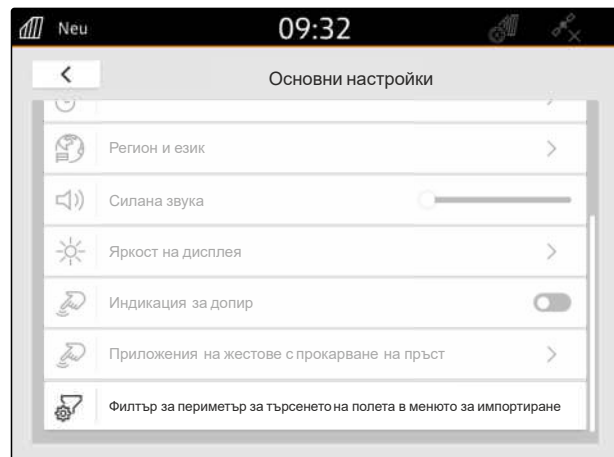 Neu 09:32
Основни настройки
Регион и език
Силана звука
Яркост на дисплея
Индикация за допир
Приложения на жестове с прокарване на пръст
Филтър за периметър за търсенето на полета в менюто за импортиране